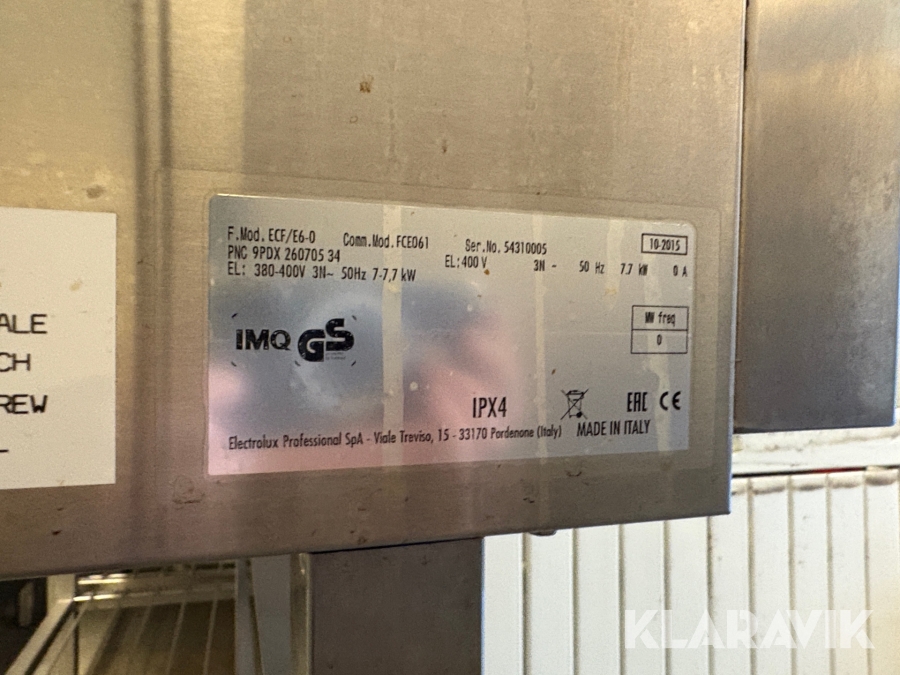 F.Mod. ECF/E6-0 Comm.Mod. FCE061 Ser.No. 54310005 10-2015
PNC 9PDX 260705 34
EL: 400 V 3N ~ 50 Hz 7.7 kW 0 A
EL: 380-400V 3N~ 50Hz 7-7,7 kW
MW freq
0
IMQ GS
IPX4 EAC CE
Electrolux Professional SpA - Viale Treviso, 15 - 33170 Pordenone (Italy) MADE IN ITALY
ALE
CH
REW
KLARAVIK